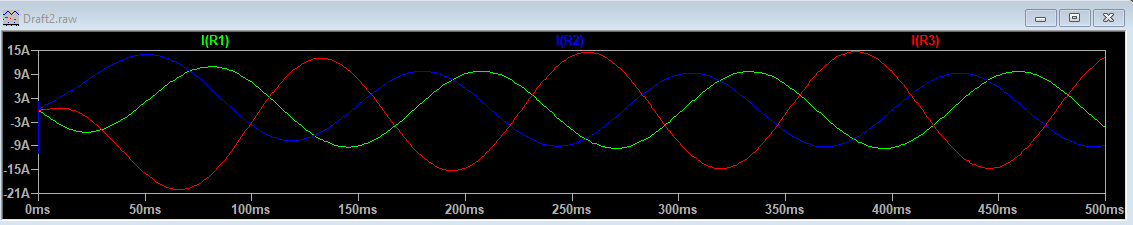 Draft2.raw
I(R1) I(R2) I(R3)
15A
9A
3A
-3A
-9A
-15A
-21A
0ms 50ms 100ms 150ms 200ms 250ms 300ms 350ms 400ms 450ms 500ms